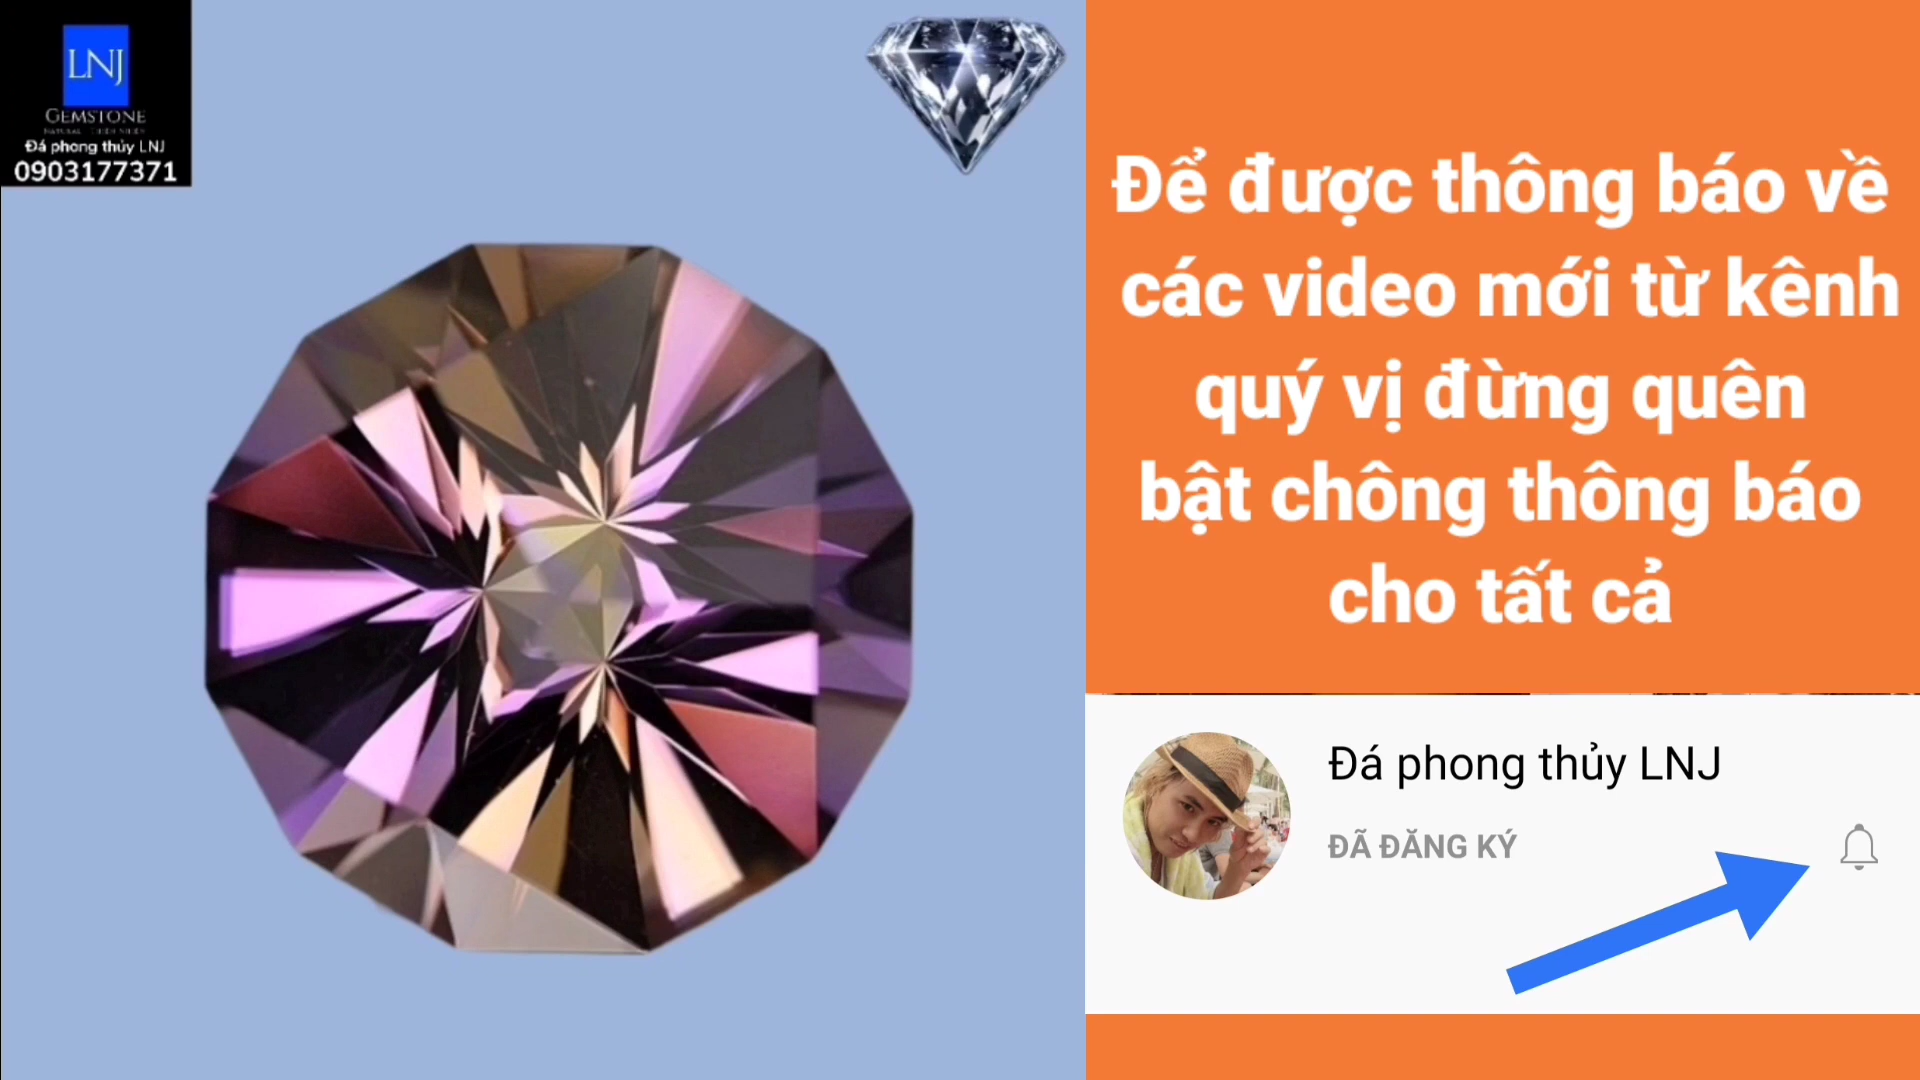 LNJ
GEMSTONE
Đá phong thủy LNJ
0903177371
Để được thông báo về
các video mới từ kênh
quý vị đừng quên
bật chông thông báo
cho tất cả
Đá phong thủy LNJ
ĐÃ ĐĂNG KÝ